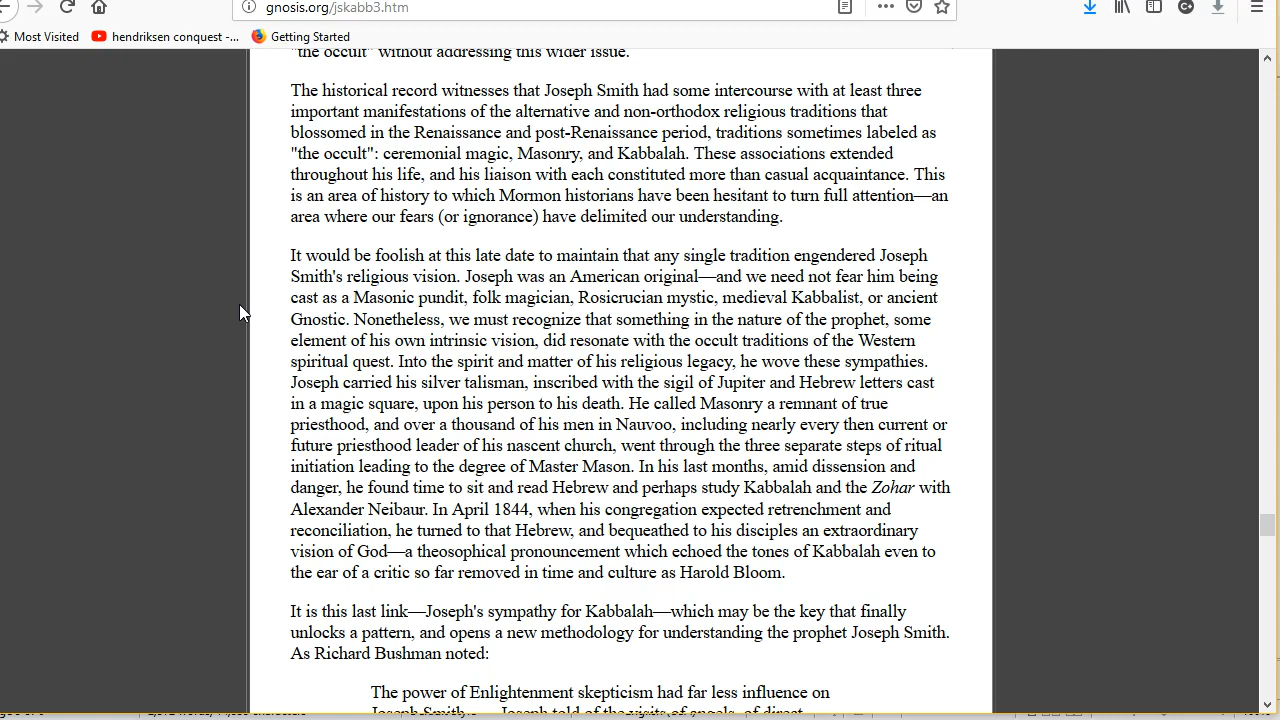 gnosis.org/jskabb3.htm
Most Visited
hendriksen conquest -...
Getting Started
"the occult" without addressing this wider issue.
The historical record witnesses that Joseph Smith had some intercourse with at least three
important manifestations of the alternative and non-orthodox religious traditions that
blossomed in the Renaissance and post-Renaissance period, traditions sometimes labeled as
"the occult": ceremonial magic, Masonry, and Kabbalah. These associations extended
throughout his life, and his liaison with each constituted more than casual acquaintance. This
is an area of history to which Mormon historians have been hesitant to turn full attention—an
area where our fears (or ignorance) have delimited our understanding.
It would be foolish at this late date to maintain that any single tradition engendered Joseph
Smith's religious vision. Joseph was an American original—and we need not fear him being
cast as a Masonic pundit, folk magician, Rosicrucian mystic, medieval Kabbalist, or ancient
Gnostic. Nonetheless, we must recognize that something in the nature of the prophet, some
element of his own intrinsic vision, did resonate with the occult traditions of the Western
spiritual quest. Into the spirit and matter of his religious legacy, he wove these sympathies.
Joseph carried his silver talisman, inscribed with the sigil of Jupiter and Hebrew letters cast
in a magic square, upon his person to his death. He called Masonry a remnant of true
priesthood, and over a thousand of his men in Nauvoo, including nearly every then current or
future priesthood leader of his nascent church, went through the three separate steps of ritual
initiation leading to the degree of Master Mason. In his last months, amid dissension and
danger, he found time to sit and read Hebrew and perhaps study Kabbalah and the Zohar with
Alexander Neibaur. In April 1844, when his congregation expected retrenchment and
reconciliation, he turned to that Hebrew, and bequeathed to his disciples an extraordinary
vision of God—a theosophical pronouncement which echoed the tones of Kabbalah even to
the ear of a critic so far removed in time and culture as Harold Bloom.
It is this last link—Joseph's sympathy for Kabbalah—which may be the key that finally
unlocks a pattern, and opens a new methodology for understanding the prophet Joseph Smith.
As Richard Bushman noted:
The power of Enlightenment skepticism had far less influence on
Joseph Smith. ... Joseph told of the visits of angels, of direct